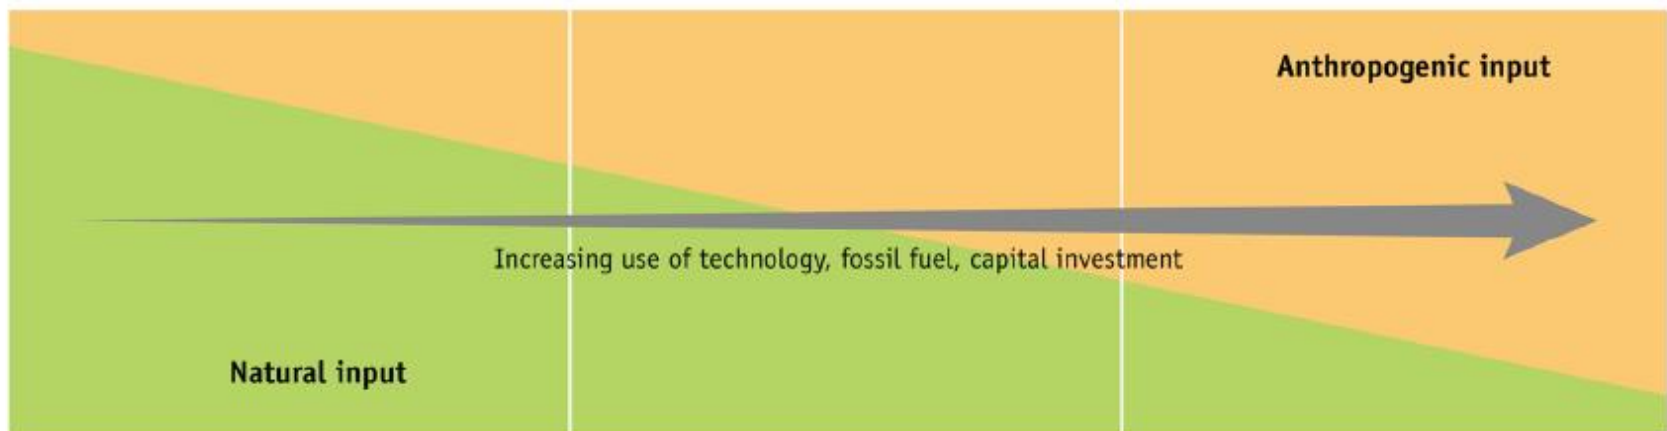 Anthropogenic input
Increasing use of technology, fossil fuel, capital investment
Natural input